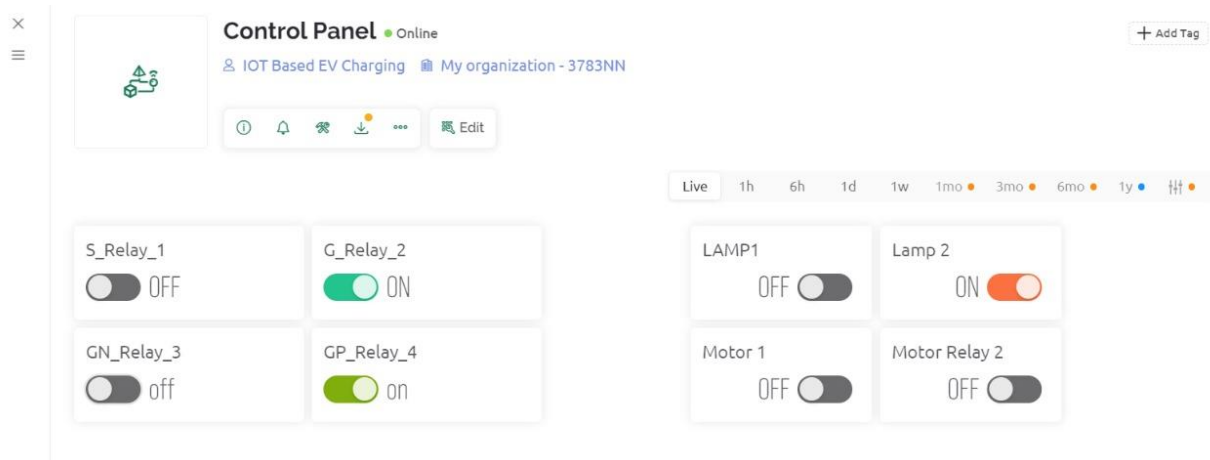 Control Panel Online
Add Tag
IOT Based EV Charging My organization - 3783NN
Edit
Live 1h 6h 1d 1w 1mo 3mo 6mo 1y
S_Relay_1 G_Relay_2 LAMP1 Lamp 2
OFF ON OFF ON
GN_Relay_3 GP_Relay_4 Motor 1 Motor Relay 2
off on OFF OFF